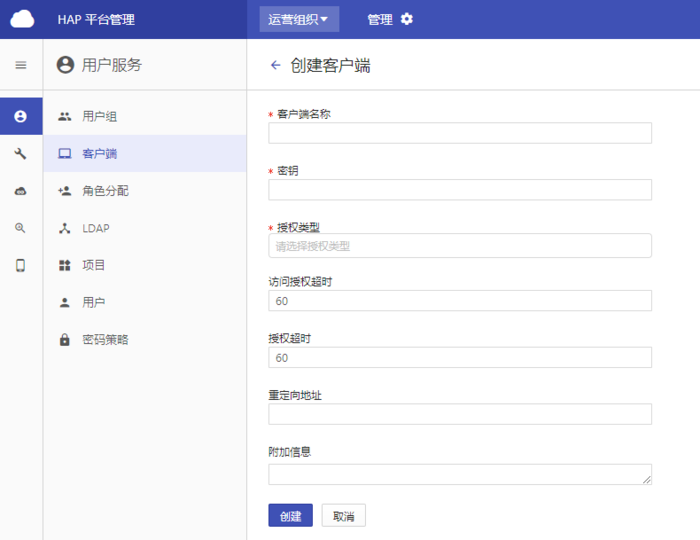 HAP 平台管理
运营组织
管理
用户服务
创建客户端
用户组
客户端
角色分配
LDAP
项目
用户
密码策略
* 客户端名称
* 密钥
* 授权类型
请选择授权类型
访问授权超时
60
授权超时
60
重定向地址
附加信息
创建
取消